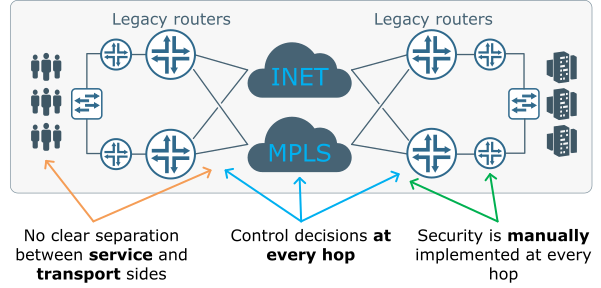 Legacy routers
Legacy routers
INET
MPLS
No clear separation
between service and
transport sides
Control decisions at
every hop
Security is manually
implemented at every
hop